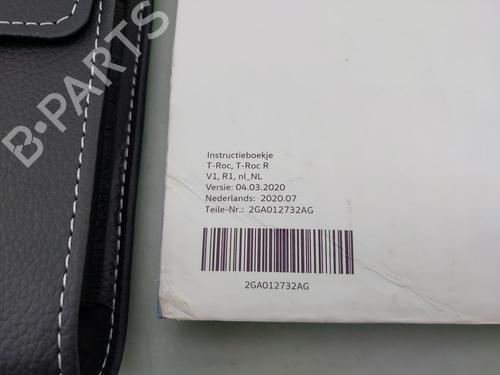 B-PARTS
Instructieboekje
T-Roc, T-Roc R
V1, R1, nl_NL
Versie: 04.03.2020
Nederlands: 2020.07
Teile-Nr.: 2GA012732AG
2GA012732AG